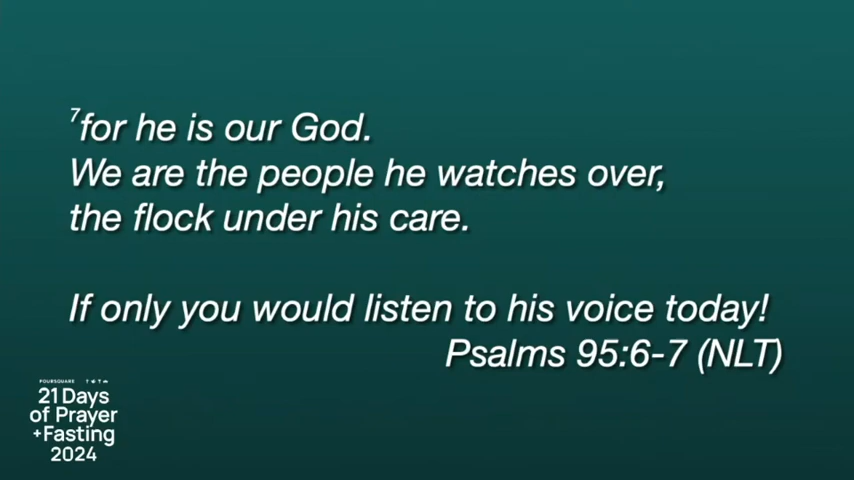 7for he is our God.
We are the people he watches over,
the flock under his care.
If only you would listen to his voice today!
Psalms 95:6-7 (NLT)
FOURSQUARE
21 Days
of Prayer
+Fasting
2024